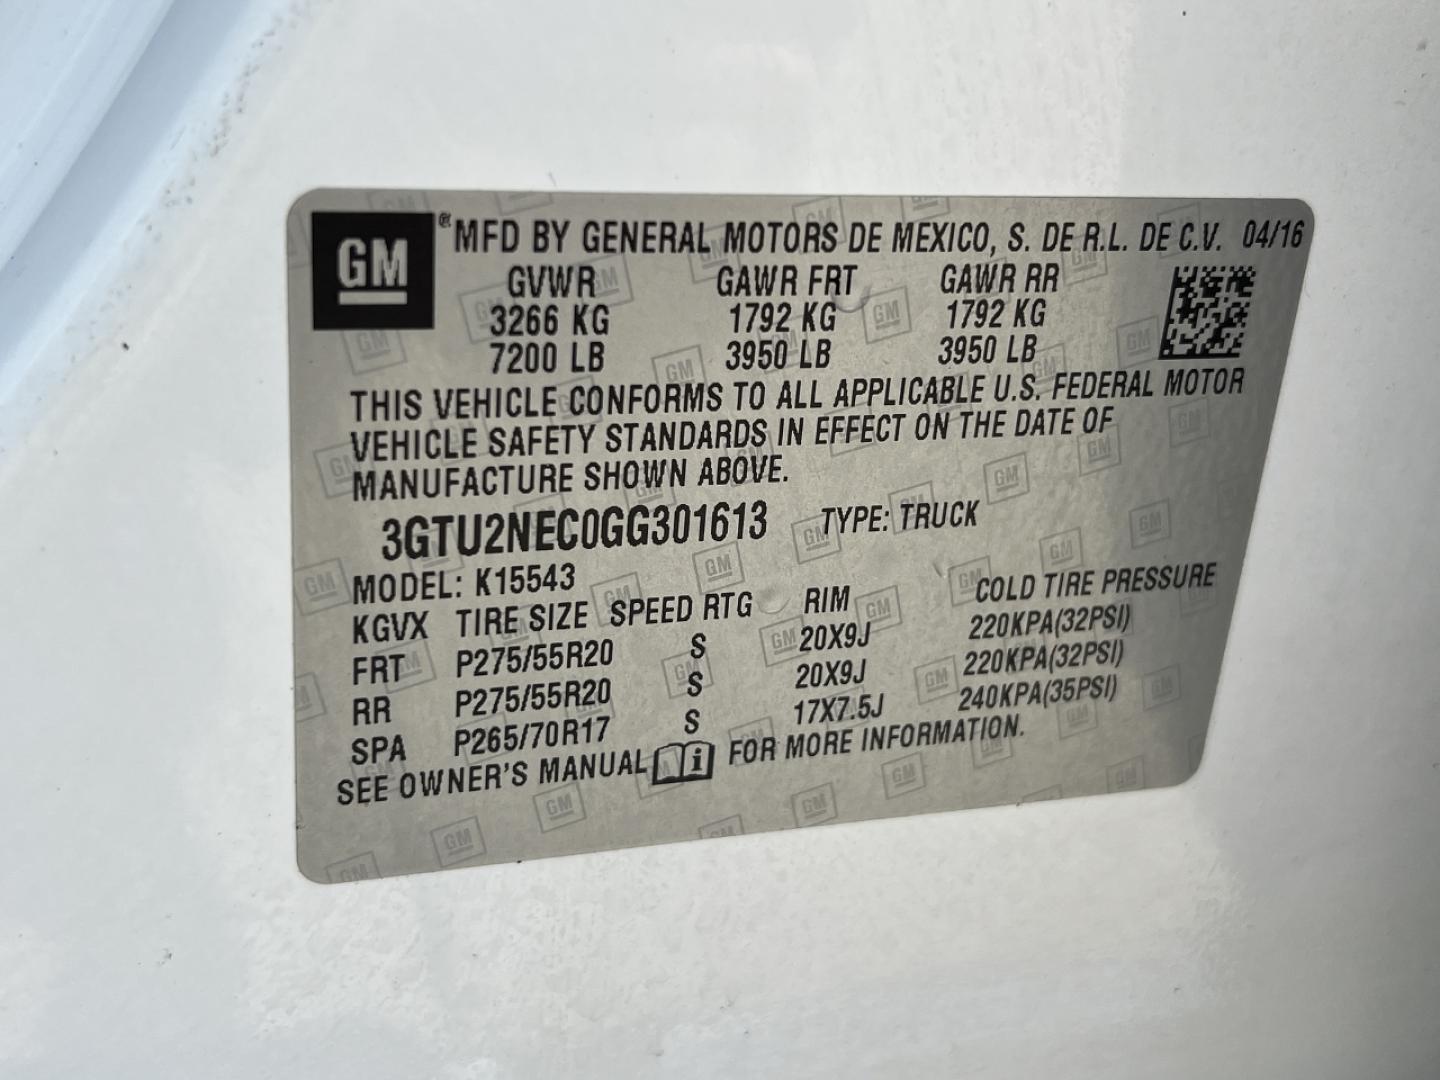 GM® MFD BY GENERAL MOTORS DE MEXICO, S. DE R.L. DE C.V. 04/16
GVWR GAWR FRT GAWR RR
3266 KG 1792 KG 1792 KG
7200 LB 3950 LB 3950 LB
THIS VEHICLE CONFORMS TO ALL APPLICABLE U.S. FEDERAL MOTOR
VEHICLE SAFETY STANDARDS IN EFFECT ON THE DATE OF
MANUFACTURE SHOWN ABOVE.
3GTU2NEC0GG301613 TYPE: TRUCK
MODEL: K15543
KGVX TIRE SIZE SPEED RTG RIM COLD TIRE PRESSURE
FRT P275/55R20 S 20X9J 220KPA(32PSI)
RR P275/55R20 S 20X9J 220KPA(32PSI)
SPA P265/70R17 S 17X7.5J 240KPA(35PSI)
SEE OWNER'S MANUAL i FOR MORE INFORMATION.